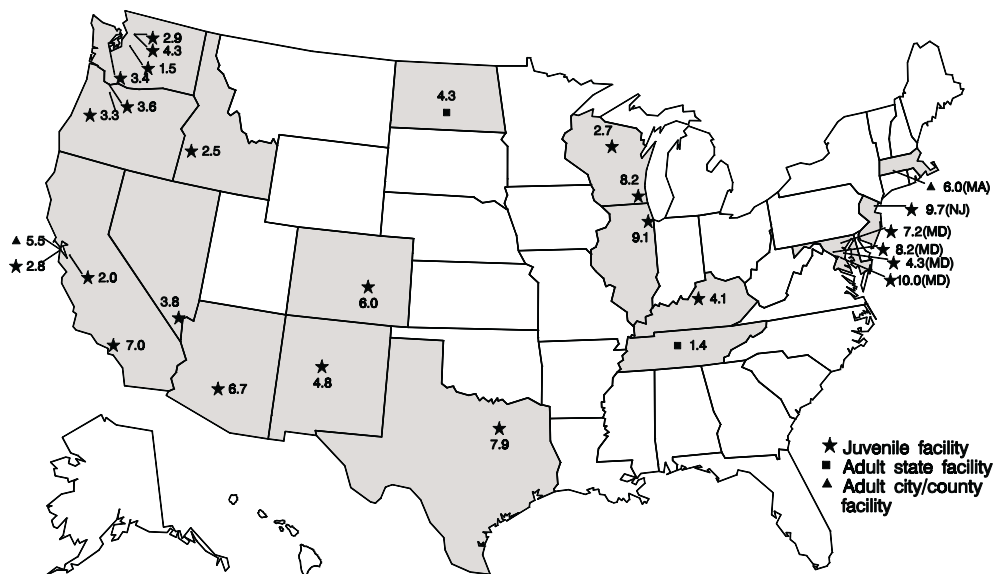 2.9
4.3
1.5
3.4
3.3
3.6
4.3
2.7
2.5
8.2
6.0(MA)
9.7(NJ)
9.1
7.2(MD)
5.5
8.2(MD)
2.8
4.3(MD)
2.0
10.0(MD)
6.0
3.8
4.1
7.0
1.4
6.7
4.8
7.9
Juvenile facility
Adult state facility
Adult city/county
facility